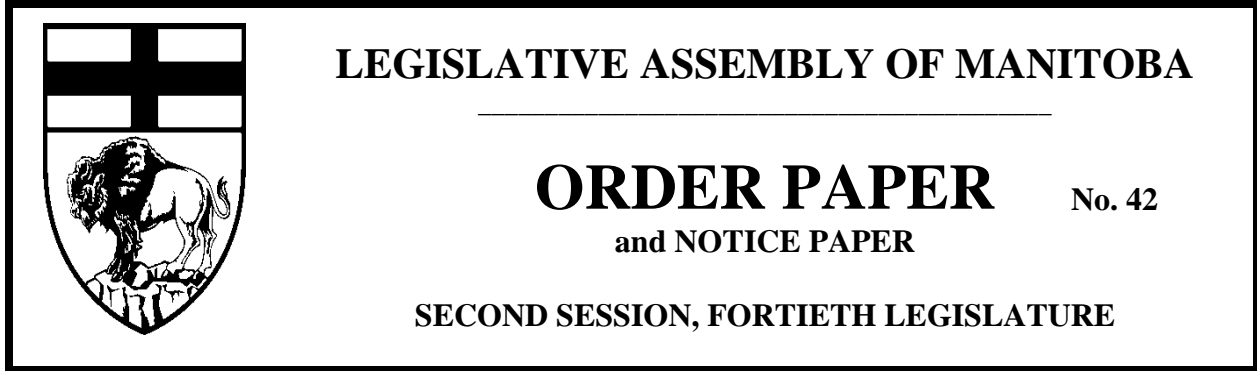 LEGISLATIVE ASSEMBLY OF MANITOBA
ORDER PAPER No. 42
and NOTICE PAPER
SECOND SESSION, FORTIETH LEGISLATURE